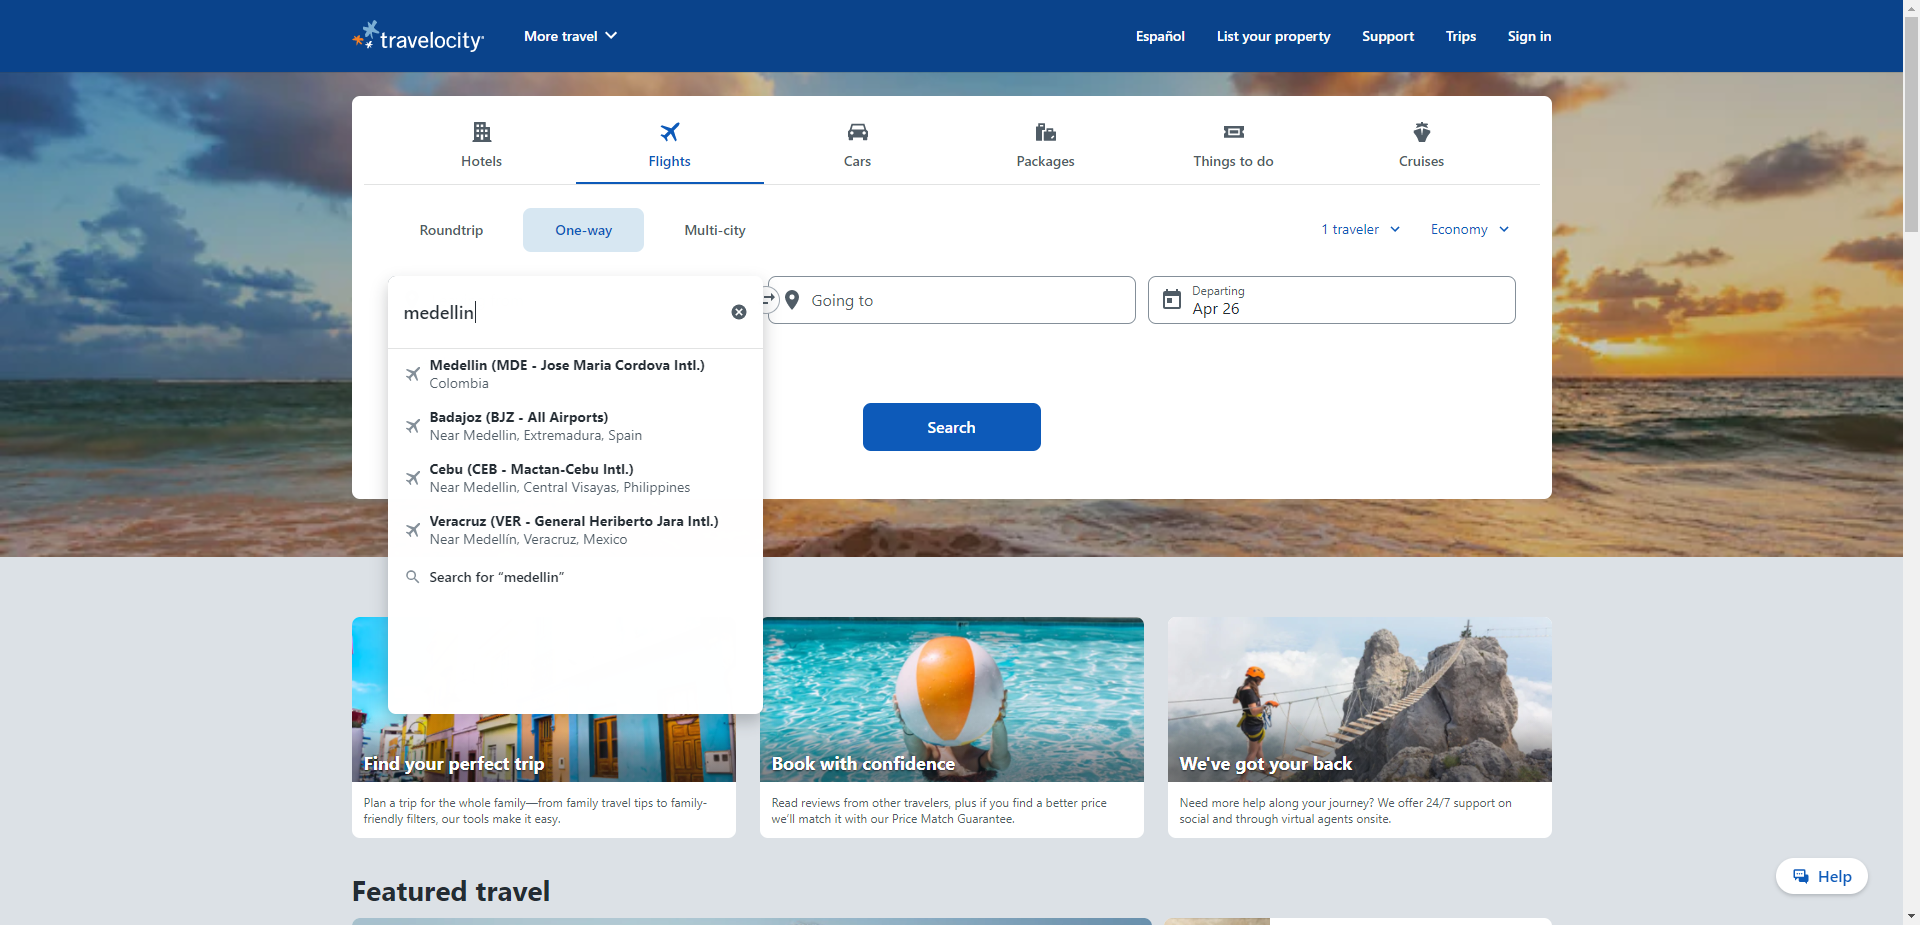 travelocity
More travel
Español
List your property
Support
Trips
Sign in
Hotels
Flights
Cars
Packages
Things to do
Cruises
Roundtrip
One-way
Multi-city
1 traveler
Economy
medellin
Going to
Departing
Apr 26
Medellin (MDE - Jose Maria Cordova Intl.)
Colombia
Badajoz (BJZ - All Airports)
Near Medellin, Extremadura, Spain
Cebu (CEB - Mactan-Cebu Intl.)
Near Medellin, Central Visayas, Philippines
Veracruz (VER - General Heriberto Jara Intl.)
Near Medellín, Veracruz, Mexico
Search for “medellin”
Search
Find your perfect trip
Plan a trip for the whole family—from family travel tips to family-
friendly filters, our tools make it easy.
Book with confidence
Read reviews from other travelers, plus if you find a better price
we’ll match it with our Price Match Guarantee.
We've got your back
Need more help along your journey? We offer 24/7 support on
social and through virtual agents onsite.
Help
Featured travel